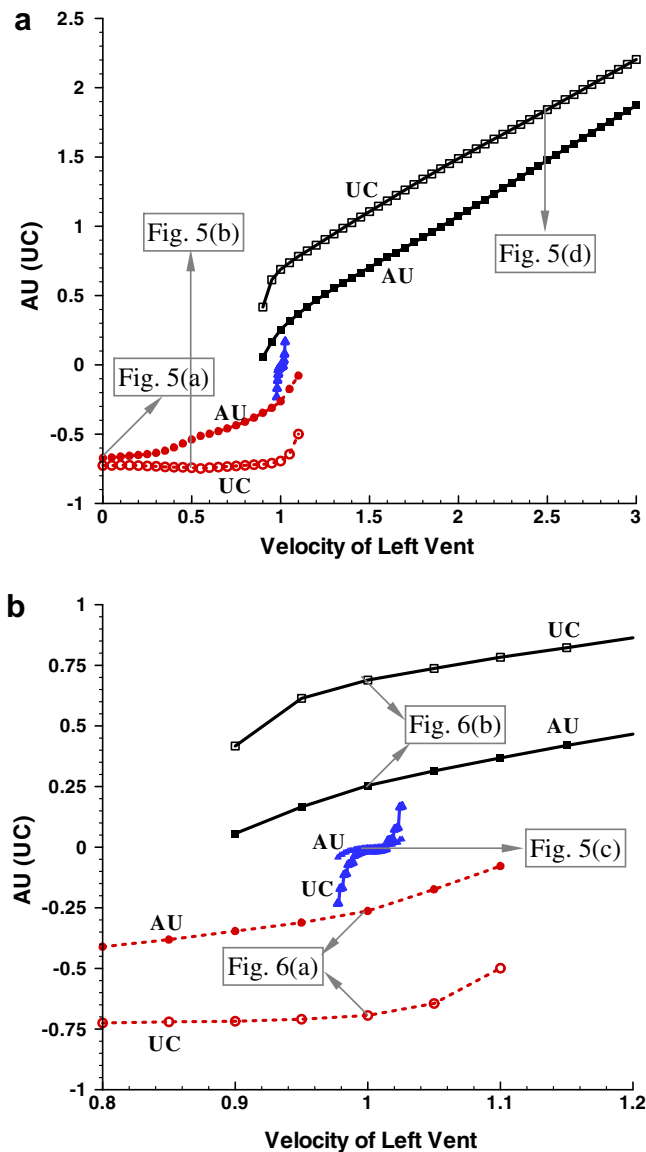 a
2.5
2
1.5
1
0.5
0
-0.5
-1
AU (UC)
UC
Fig. 5(b)
Fig. 5(d)
AU
Fig. 5(a)
AU
UC
0 0.5 1 1.5 2 2.5 3
Velocity of Left Vent
b
1
0.75
0.5
0.25
0
-0.25
-0.5
-0.75
-1
AU (UC)
UC
Fig. 6(b)
AU
AU
Fig. 5(c)
UC
AU
Fig. 6(a)
UC
0.8 0.9 1 1.1 1.2
Velocity of Left Vent